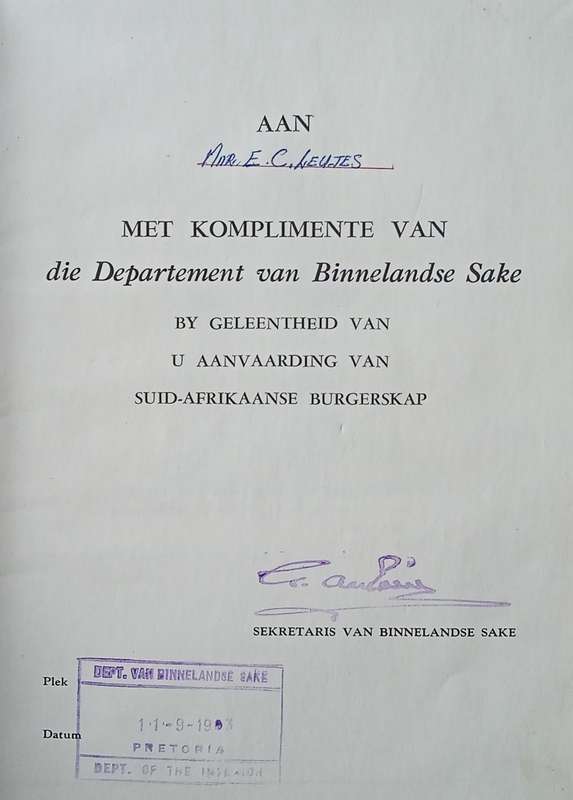 AAN
E. C. LEUJES
MET KOMPLIMENTE VAN
die Departement van Binnelandse Sake
BY GELEENTHEID VAN
U AANVAARDING VAN
SUID-AFRIKAANSE BURGERSKAP
SEKRETARIS VAN BINNELANDSE SAKE
Plek
DEPT. VAN BINNELANDSE SAKE
Datum
PRETORIA
DEPT. OF THE INTERIOR